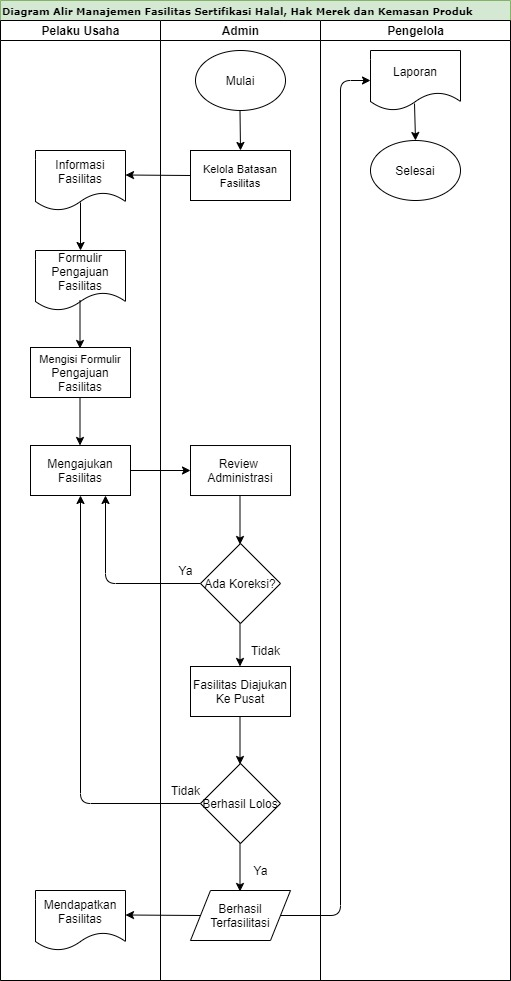 Diagram Alir Manajemen Fasilitas Sertifikasi Halal, Hak Merek dan Kemasan Produk
Pelaku Usaha
Admin
Pengelola
Mulai
Laporan
Kelola Batasan
Fasilitas
Informasi
Fasilitas
Selesai
Formulir
Pengajuan
Fasilitas
Mengisi Formulir
Pengajuan
Fasilitas
Mengajukan
Fasilitas
Review
Administrasi
Ada Koreksi?
Ya
Tidak
Fasilitas Diajukan
Ke Pusat
Berhasil Lolos
Tidak
Ya
Berhasil
Terfasilitasi
Mendapatkan
Fasilitas